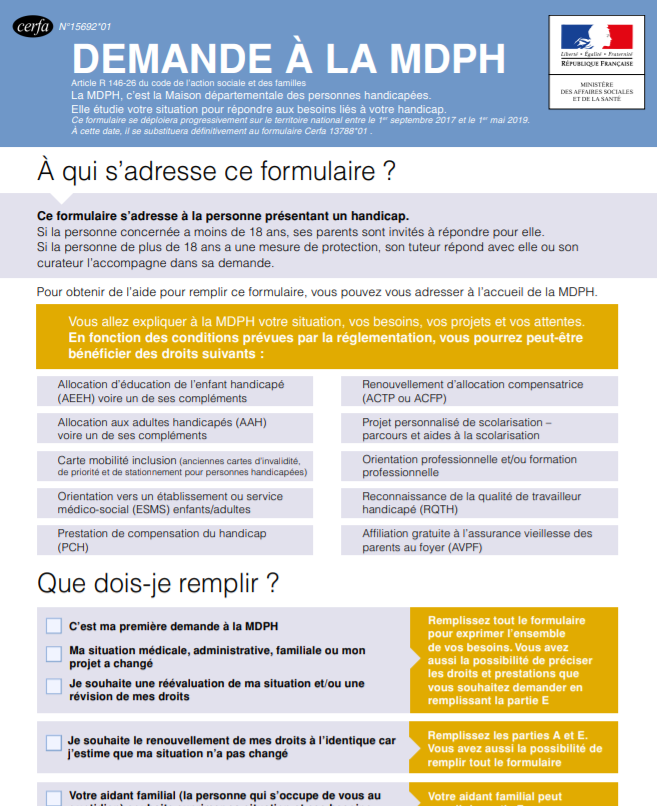 cerfa N°15692*01
DEMANDE À LA MDPH
Article R 146-26 du code de l'action sociale et des familles
La MDPH, c'est la Maison départementale des personnes handicapées.
Elle étudie votre situation pour répondre aux besoins liés à votre handicap.
Ce formulaire se déploiera progressivement sur le territoire national entre le 1er septembre 2017 et le 1er mai 2019.
À cette date, il se substituera définitivement au formulaire Cerfa 13788*01 .
Liberté • Égalité • Fraternité
RÉPUBLIQUE FRANÇAISE
MINISTÈRE
DES AFFAIRES SOCIALES
ET DE LA SANTÉ
À qui s'adresse ce formulaire ?
Ce formulaire s'adresse à la personne présentant un handicap.
Si la personne concernée a moins de 18 ans, ses parents sont invités à répondre pour elle.
Si la personne de plus de 18 ans a une mesure de protection, son tuteur répond avec elle ou son
curateur l'accompagne dans sa demande.
Pour obtenir de l'aide pour remplir ce formulaire, vous pouvez vous adresser à l'accueil de la MDPH.
Vous allez expliquer à la MDPH votre situation, vos besoins, vos projets et vos attentes.
En fonction des conditions prévues par la réglementation, vous pourrez peut-être
bénéficier des droits suivants :
Allocation d'éducation de l'enfant handicapé
(AEEH) voire un de ses compléments
Allocation aux adultes handicapés (AAH)
voire un de ses compléments
Carte mobilité inclusion (anciennes cartes d'invalidité,
de priorité et de stationnement pour personnes handicapées)
Orientation vers un établissement ou service
médico-social (ESMS) enfants/adultes
Prestation de compensation du handicap
(PCH)
Renouvellement d'allocation compensatrice
(ACTP ou ACFP)
Projet personnalisé de scolarisation –
parcours et aides à la scolarisation
Orientation professionnelle et/ou formation
professionnelle
Reconnaissance de la qualité de travailleur
handicapé (RQTH)
Affiliation gratuite à l'assurance vieillesse des
parents au foyer (AVPF)
Que dois-je remplir ?
C'est ma première demande à la MDPH
Ma situation médicale, administrative, familiale ou mon
projet a changé
Je souhaite une réévaluation de ma situation et/ou une
révision de mes droits
Remplissez tout le formulaire
pour exprimer l'ensemble
de vos besoins. Vous avez
aussi la possibilité de préciser
les droits et prestations que
vous souhaitez demander en
remplissant la partie E
Je souhaite le renouvellement de mes droits à l'identique car
j'estime que ma situation n'a pas changé
Remplissez les parties A et E.
Vous avez aussi la possibilité de
remplir tout le formulaire
Votre aidant familial (la personne qui s'occupe de vous au
Votre aidant familial peut